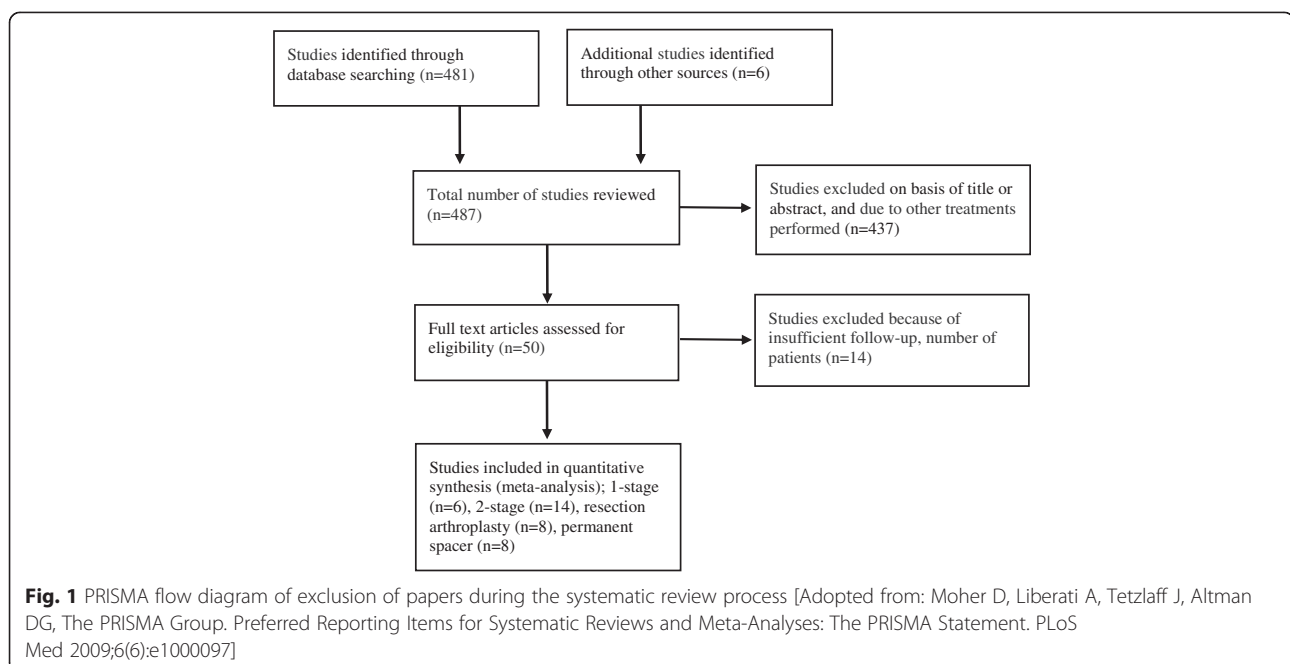 Studies identified through
database searching (n=481)
Additional studies identified
through other sources (n=6)
Total number of studies reviewed
(n=487)
Studies excluded on basis of title or
abstract, and due to other treatments
performed (n=437)
Full text articles assessed for
eligibility (n=50)
Studies excluded because of
insufficient follow-up, number of
patients (n=14)
Studies included in quantitative
synthesis (meta-analysis); 1-stage
(n=6), 2-stage (n=14), resection
arthroplasty (n=8), permanent
spacer (n=8)
Fig. 1 PRISMA flow diagram of exclusion of papers during the systematic review process [Adopted from: Moher D, Liberati A, Tetzlaff J, Altman
DG, The PRISMA Group. Preferred Reporting Items for Systematic Reviews and Meta-Analyses: The PRISMA Statement. PLoS
Med 2009;6(6):e1000097]